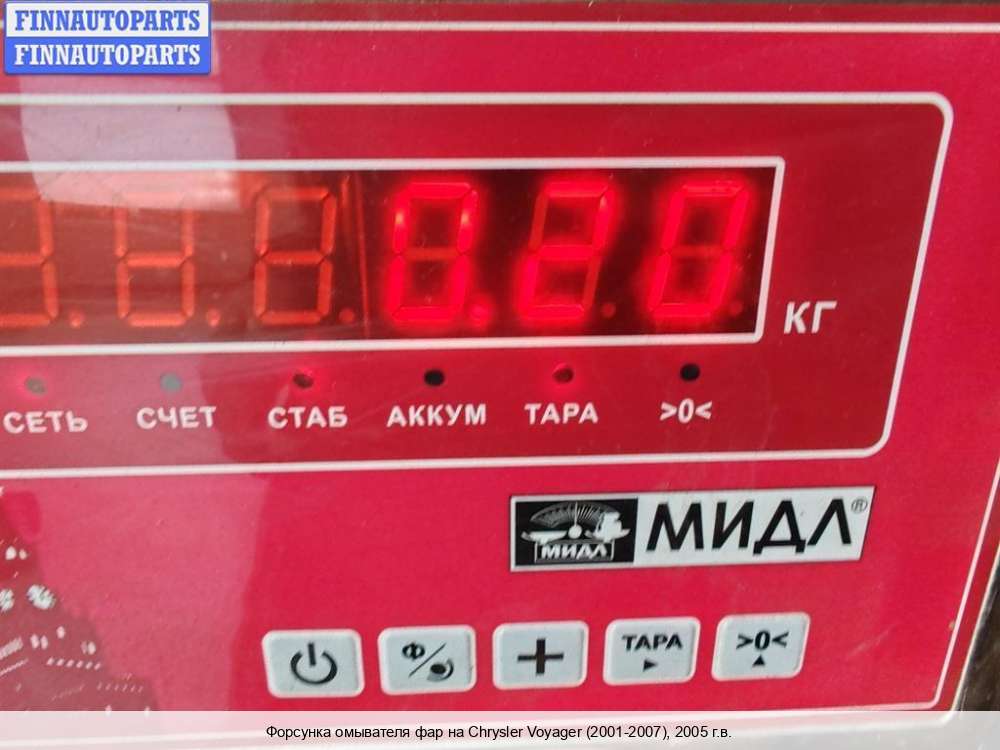 FINNAUTOPARTS
FINNAUTOPARTS
0.20
КГ
СЕТЬ СЧЕТ СТАБ АККУМ ТАРА >0<
МИДЛ МИДЛ®
Ф/ + ТАРА >0<
Форсунка омывателя фар на Chrysler Voyager (2001-2007), 2005 г.в.